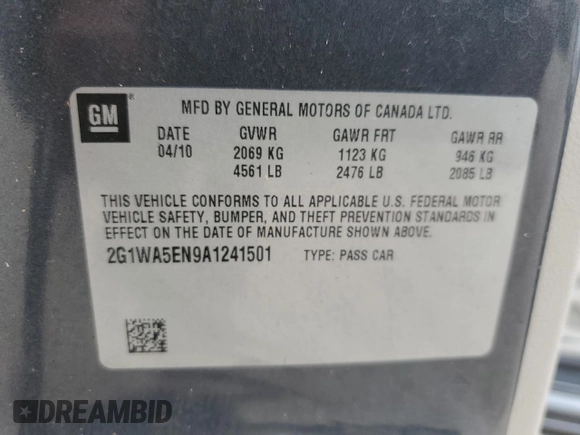 GM ®
MFD BY GENERAL MOTORS OF CANADA LTD.
DATE GVWR GAWR FRT GAWR RR
04/10 2069 KG 1123 KG 946 KG
4561 LB 2476 LB 2085 LB
THIS VEHICLE CONFORMS TO ALL APPLICABLE U.S. FEDERAL MOTOR
VEHICLE SAFETY, BUMPER, AND THEFT PREVENTION STANDARDS IN
EFFECT ON THE DATE OF MANUFACTURE SHOWN ABOVE.
2G1WA5EN9A1241501 TYPE: PASS CAR
DREAMBID